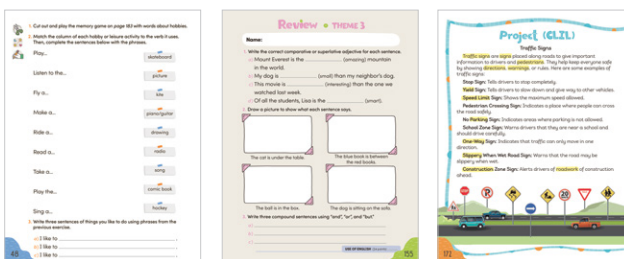 1. Cut out and play the memory game on page 183 with words about hobbies.
2. Match the column of each hobby or leisure activity to the verb it uses.
Then, complete the sentences below with the phrases.
Play...
skateboard
Listen to the...
picture
Fly a...
kite
Make a...
piano/guitar
Ride a...
drawing
Read a...
radio
Take a...
song
Play the...
comic book
Sing a...
hockey
3. Write three sentences of things you like to do using phrases from the
previous exercise.
a) I like to
b) I like to
c) I like to
48
Review • THEME 3
Name:
1. Write the correct comparative or superlative adjective for each sentence.
a) Mount Everest is the (amazing) mountain
in the world.
b) My dog is (small) than my neighbor's dog.
c) This movie is (interesting) than the one we
watched last week.
d) Of all the students, Lisa is the (smart).
2. Draw a picture to show what each sentence says.
The cat is under the table.
The blue book is between
the red books.
The ball is in the box.
The dog is sitting on the sofa.
3. Write three compound sentences using "and", "or", and "but."
a)
b)
c)
USE OF ENGLISH
155
Project (CLIL)
Traffic Signs
Traffic signs are signs placed along roads to give important
information to drivers and pedestrians. They help keep everyone safe
by showing directions, warnings, or rules. Here are some examples of
traffic signs:
Stop Sign: Tells drivers to stop completely.
Yield Sign: Tells drivers to slow down and give way to other vehicles.
Speed Limit Sign: Shows the maximum speed allowed.
Pedestrian Crossing Sign: Indicates a place where people can cross
the road safely.
No Parking Sign: Indicates areas where parking is not allowed.
School Zone Sign: Warns drivers that they are near a school and
should drive carefully.
One-Way Sign: Indicates that traffic can only move in one
direction.
Slippery When Wet Road Sign: Warns that the road may be
slippery when wet.
Construction Zone Sign: Alerts drivers of roadwork of construction
ahead.
STOP
P
20
172